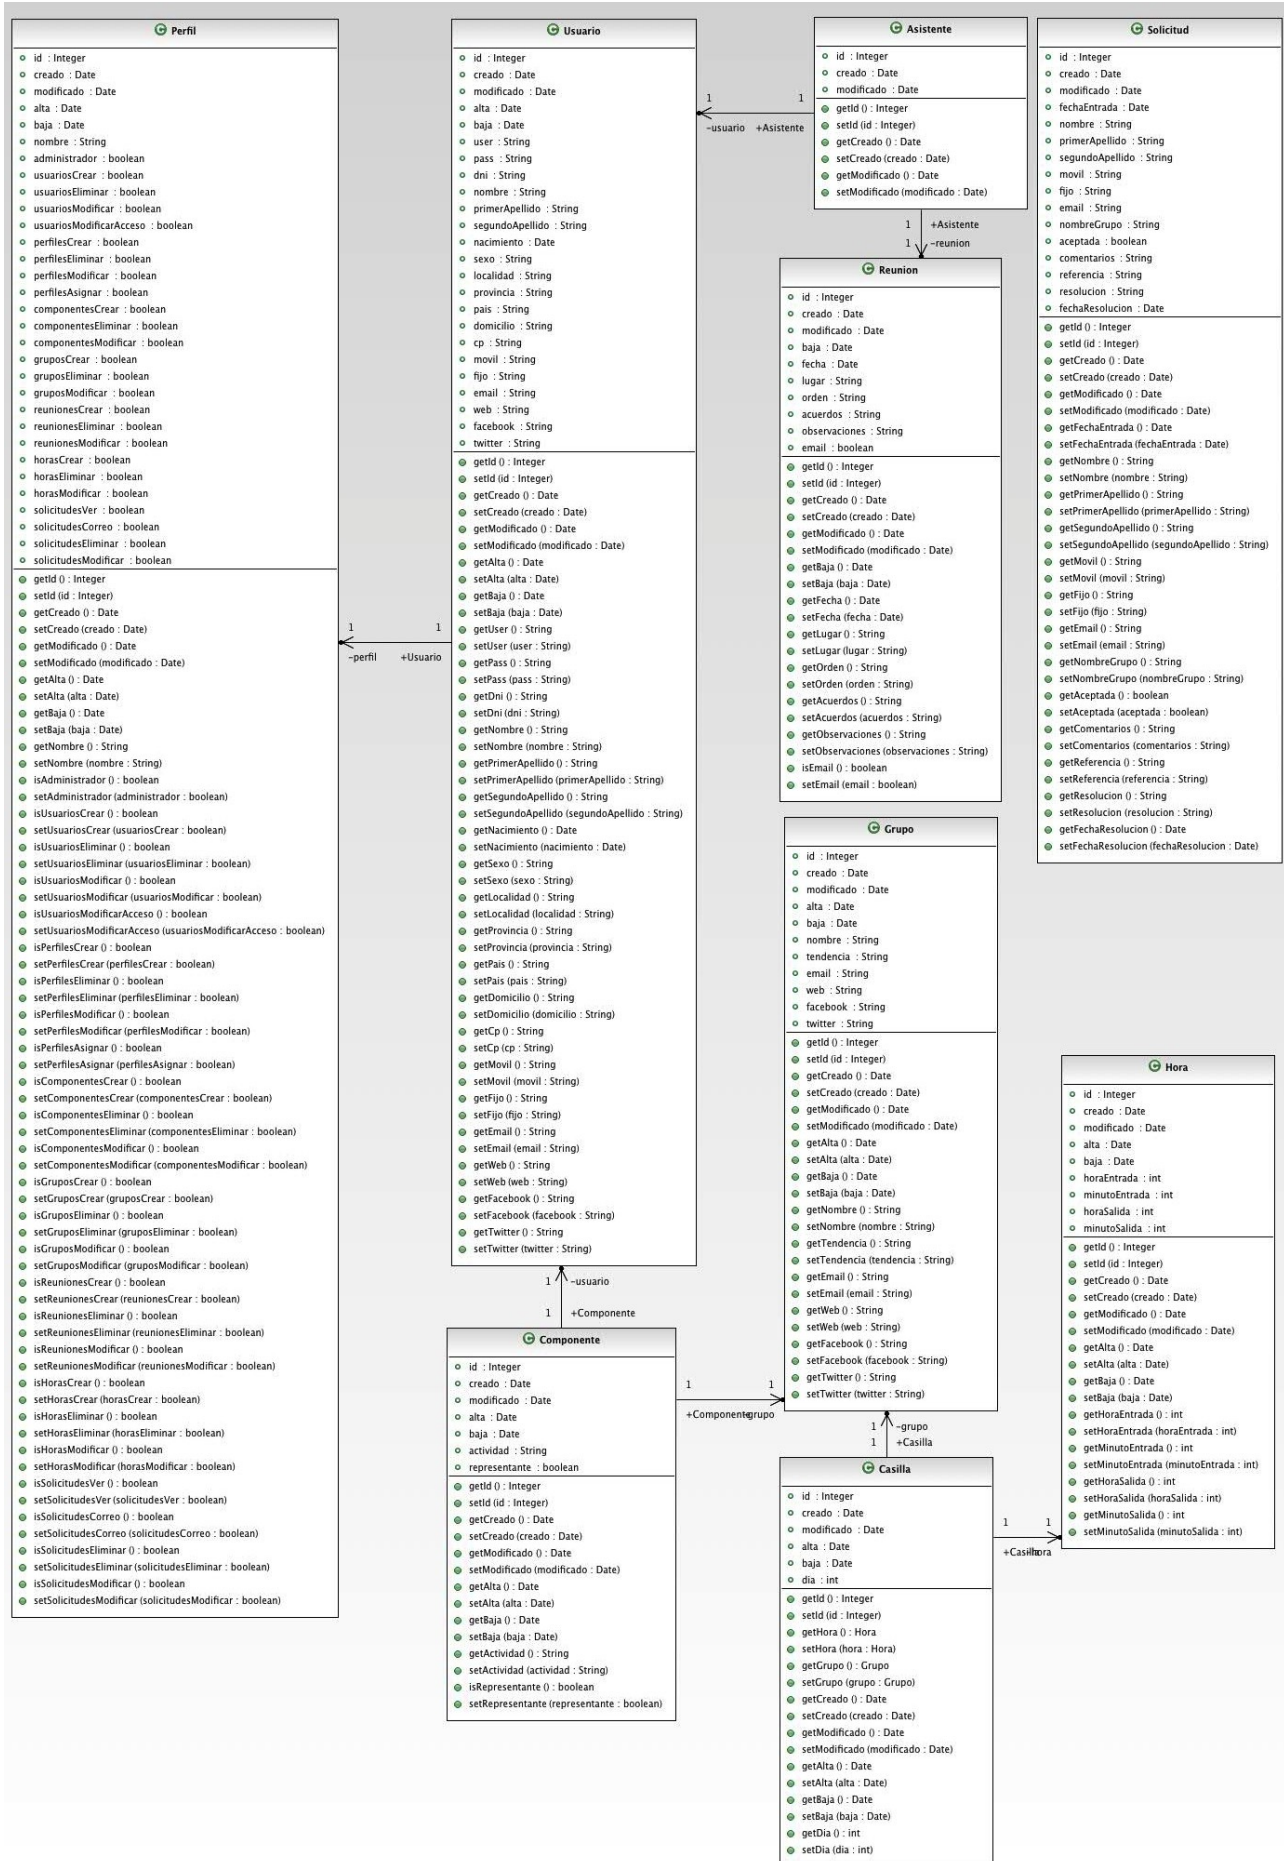 Perfil
id : Integer
creado : Date
modificado : Date
alta : Date
baja : Date
nombre : String
administrador : boolean
usuariosCrear : boolean
usuariosEliminar : boolean
usuariosModificar : boolean
usuariosModificarAcceso : boolean
perfilesCrear : boolean
perfilesEliminar : boolean
perfilesModificar : boolean
perfilesAsignar : boolean
componentesCrear : boolean
componentesEliminar : boolean
componentesModificar : boolean
gruposCrear : boolean
gruposEliminar : boolean
gruposModificar : boolean
reunionesCrear : boolean
reunionesEliminar : boolean
reunionesModificar : boolean
horasCrear : boolean
horasEliminar : boolean
horasModificar : boolean
solicitudesVer : boolean
solicitudesCorreo : boolean
solicitudesEliminar : boolean
solicitudesModificar : boolean
getId () : Integer
setId (id : Integer)
getCreado () : Date
setCreado (creado : Date)
getModificado () : Date
setModificado (modificado : Date)
getAlta () : Date
setAlta (alta : Date)
getBaja () : Date
setBaja (baja : Date)
getNombre () : String
setNombre (nombre : String)
isAdministrador () : boolean
setAdministrador (administrador : boolean)
isUsuariosCrear () : boolean
setUsuariosCrear (usuariosCrear : boolean)
isUsuariosEliminar () : boolean
setUsuariosEliminar (usuariosEliminar : boolean)
isUsuariosModificar () : boolean
setUsuariosModificar (usuariosModificar : boolean)
isUsuariosModificarAcceso () : boolean
setUsuariosModificarAcceso (usuariosModificarAcceso : boolean)
isPerfilesCrear () : boolean
setPerfilesCrear (perfilesCrear : boolean)
isPerfilesEliminar () : boolean
setPerfilesEliminar (perfilesEliminar : boolean)
isPerfilesModificar () : boolean
setPerfilesModificar (perfilesModificar : boolean)
isPerfilesAsignar () : boolean
setPerfilesAsignar (perfilesAsignar : boolean)
isComponentesCrear () : boolean
setComponentesCrear (componentesCrear : boolean)
isComponentesEliminar () : boolean
setComponentesEliminar (componentesEliminar : boolean)
isComponentesModificar () : boolean
setComponentesModificar (componentesModificar : boolean)
isGruposCrear () : boolean
setGruposCrear (gruposCrear : boolean)
isGruposEliminar () : boolean
setGruposEliminar (gruposEliminar : boolean)
isGruposModificar () : boolean
setGruposModificar (gruposModificar : boolean)
isReunionesCrear () : boolean
setReunionesCrear (reunionesCrear : boolean)
isReunionesEliminar () : boolean
setReunionesEliminar (reunionesEliminar : boolean)
isReunionesModificar () : boolean
setReunionesModificar (reunionesModificar : boolean)
isHorasCrear () : boolean
setHorasCrear (horasCrear : boolean)
isHorasEliminar () : boolean
setHorasEliminar (horasEliminar : boolean)
isHorasModificar () : boolean
setHorasModificar (horasModificar : boolean)
isSolicitudesVer () : boolean
setSolicitudesVer (solicitudesVer : boolean)
isSolicitudesCorreo () : boolean
setSolicitudesCorreo (solicitudesCorreo : boolean)
isSolicitudesEliminar () : boolean
setSolicitudesEliminar (solicitudesEliminar : boolean)
isSolicitudesModificar () : boolean
setSolicitudesModificar (solicitudesModificar : boolean)
1 1
-perfil +Usuario
Usuario
id : Integer
creado : Date
modificado : Date
alta : Date
baja : Date
user : String
pass : String
dni : String
nombre : String
primerApellido : String
segundoApellido : String
nacimiento : Date
sexo : String
localidad : String
provincia : String
pais : String
domicilio : String
cp : String
movil : String
fijo : String
email : String
web : String
facebook : String
twitter : String
getId () : Integer
setId (id : Integer)
getCreado () : Date
setCreado (creado : Date)
getModificado () : Date
setModificado (modificado : Date)
getAlta () : Date
setAlta (alta : Date)
getBaja () : Date
setBaja (baja : Date)
getUser () : String
setUser (user : String)
getPass () : String
setPass (pass : String)
getDni () : String
setDni (dni : String)
getNombre () : String
setNombre (nombre : String)
getPrimerApellido () : String
setPrimerApellido (primerApellido : String)
getSegundoApellido () : String
setSegundoApellido (segundoApellido : String)
getNacimiento () : Date
setNacimiento (nacimiento : Date)
getSexo () : String
setSexo (sexo : String)
getLocalidad () : String
setLocalidad (localidad : String)
getProvincia () : String
setProvincia (provincia : String)
getPais () : String
setPais (pais : String)
getDomicilio () : String
setDomicilio (domicilio : String)
getCp () : String
setCp (cp : String)
getMovil () : String
setMovil (movil : String)
getFijo () : String
setFijo (fijo : String)
getEmail () : String
setEmail (email : String)
getWeb () : String
setWeb (web : String)
getFacebook () : String
setFacebook (facebook : String)
getTwitter () : String
setTwitter (twitter : String)
1 -usuario
1 +Componente
Componente
id : Integer
creado : Date
modificado : Date
alta : Date
baja : Date
actividad : String
representante : boolean
getId () : Integer
setId (id : Integer)
getCreado () : Date
setCreado (creado : Date)
getModificado () : Date
setModificado (modificado : Date)
getAlta () : Date
setAlta (alta : Date)
getBaja () : Date
setBaja (baja : Date)
getActividad () : String
setActividad (actividad : String)
isRepresentante () : boolean
setRepresentante (representante : boolean)
1 1
+Componente -grupo
1 1
-usuario +Asistente
Asistente
id : Integer
creado : Date
modificado : Date
getId () : Integer
setId (id : Integer)
getCreado () : Date
setCreado (creado : Date)
getModificado () : Date
setModificado (modificado : Date)
1 +Asistente
1 -reunion
Reunion
id : Integer
creado : Date
modificado : Date
baja : Date
fecha : Date
lugar : String
orden : String
acuerdos : String
observaciones : String
email : boolean
getId () : Integer
setId (id : Integer)
getCreado () : Date
setCreado (creado : Date)
getModificado () : Date
setModificado (modificado : Date)
getBaja () : Date
setBaja (baja : Date)
getFecha () : Date
setFecha (fecha : Date)
getLugar () : String
setLugar (lugar : String)
getOrden () : String
setOrden (orden : String)
getAcuerdos () : String
setAcuerdos (acuerdos : String)
getObservaciones () : String
setObservaciones (observaciones : String)
isEmail () : boolean
setEmail (email : boolean)
Grupo
id : Integer
creado : Date
modificado : Date
alta : Date
baja : Date
nombre : String
tendencia : String
email : String
web : String
facebook : String
twitter : String
getId () : Integer
setId (id : Integer)
getCreado () : Date
setCreado (creado : Date)
getModificado () : Date
setModificado (modificado : Date)
getAlta () : Date
setAlta (alta : Date)
getBaja () : Date
setBaja (baja : Date)
getNombre () : String
setNombre (nombre : String)
getTendencia () : String
setTendencia (tendencia : String)
getEmail () : String
setEmail (email : String)
getWeb () : String
setWeb (web : String)
getFacebook () : String
setFacebook (facebook : String)
getTwitter () : String
setTwitter (twitter : String)
1 -grupo
1 +Casilla
Casilla
id : Integer
creado : Date
modificado : Date
alta : Date
baja : Date
dia : int
getId () : Integer
setId (id : Integer)
getHora () : Hora
setHora (hora : Hora)
getGrupo () : Grupo
setGrupo (grupo : Grupo)
getCreado () : Date
setCreado (creado : Date)
getModificado () : Date
setModificado (modificado : Date)
getAlta () : Date
setAlta (alta : Date)
getBaja () : Date
setBaja (baja : Date)
getDia () : int
setDia (dia : int)
1 1
+Casilla -hora
Solicitud
id : Integer
creado : Date
modificado : Date
fechaEntrada : Date
nombre : String
primerApellido : String
segundoApellido : String
movil : String
fijo : String
email : String
nombreGrupo : String
aceptada : boolean
comentarios : String
referencia : String
resolucion : String
fechaResolucion : Date
getId () : Integer
setId (id : Integer)
getCreado () : Date
setCreado (creado : Date)
getModificado () : Date
setModificado (modificado : Date)
getFechaEntrada () : Date
setFechaEntrada (fechaEntrada : Date)
getNombre () : String
setNombre (nombre : String)
getPrimerApellido () : String
setPrimerApellido (primerApellido : String)
getSegundoApellido () : String
setSegundoApellido (segundoApellido : String)
getMovil () : String
setMovil (movil : String)
getFijo () : String
setFijo (fijo : String)
getEmail () : String
setEmail (email : String)
getNombreGrupo () : String
setNombreGrupo (nombreGrupo : String)
getAceptada () : boolean
setAceptada (aceptada : boolean)
getComentarios () : String
setComentarios (comentarios : String)
getReferencia () : String
setReferencia (referencia : String)
getResolucion () : String
setResolucion (resolucion : String)
getFechaResolucion () : Date
setFechaResolucion (fechaResolucion : Date)
Hora
id : Integer
creado : Date
modificado : Date
alta : Date
baja : Date
horaEntrada : int
minutoEntrada : int
horaSalida : int
minutoSalida : int
getId () : Integer
setId (id : Integer)
getCreado () : Date
setCreado (creado : Date)
getModificado () : Date
setModificado (modificado : Date)
getAlta () : Date
setAlta (alta : Date)
getBaja () : Date
setBaja (baja : Date)
getHoraEntrada () : int
setHoraEntrada (horaEntrada : int)
getMinutoEntrada () : int
setMinutoEntrada (minutoEntrada : int)
getHoraSalida () : int
setHoraSalida (horaSalida : int)
getMinutoSalida () : int
setMinutoSalida (minutoSalida : int)